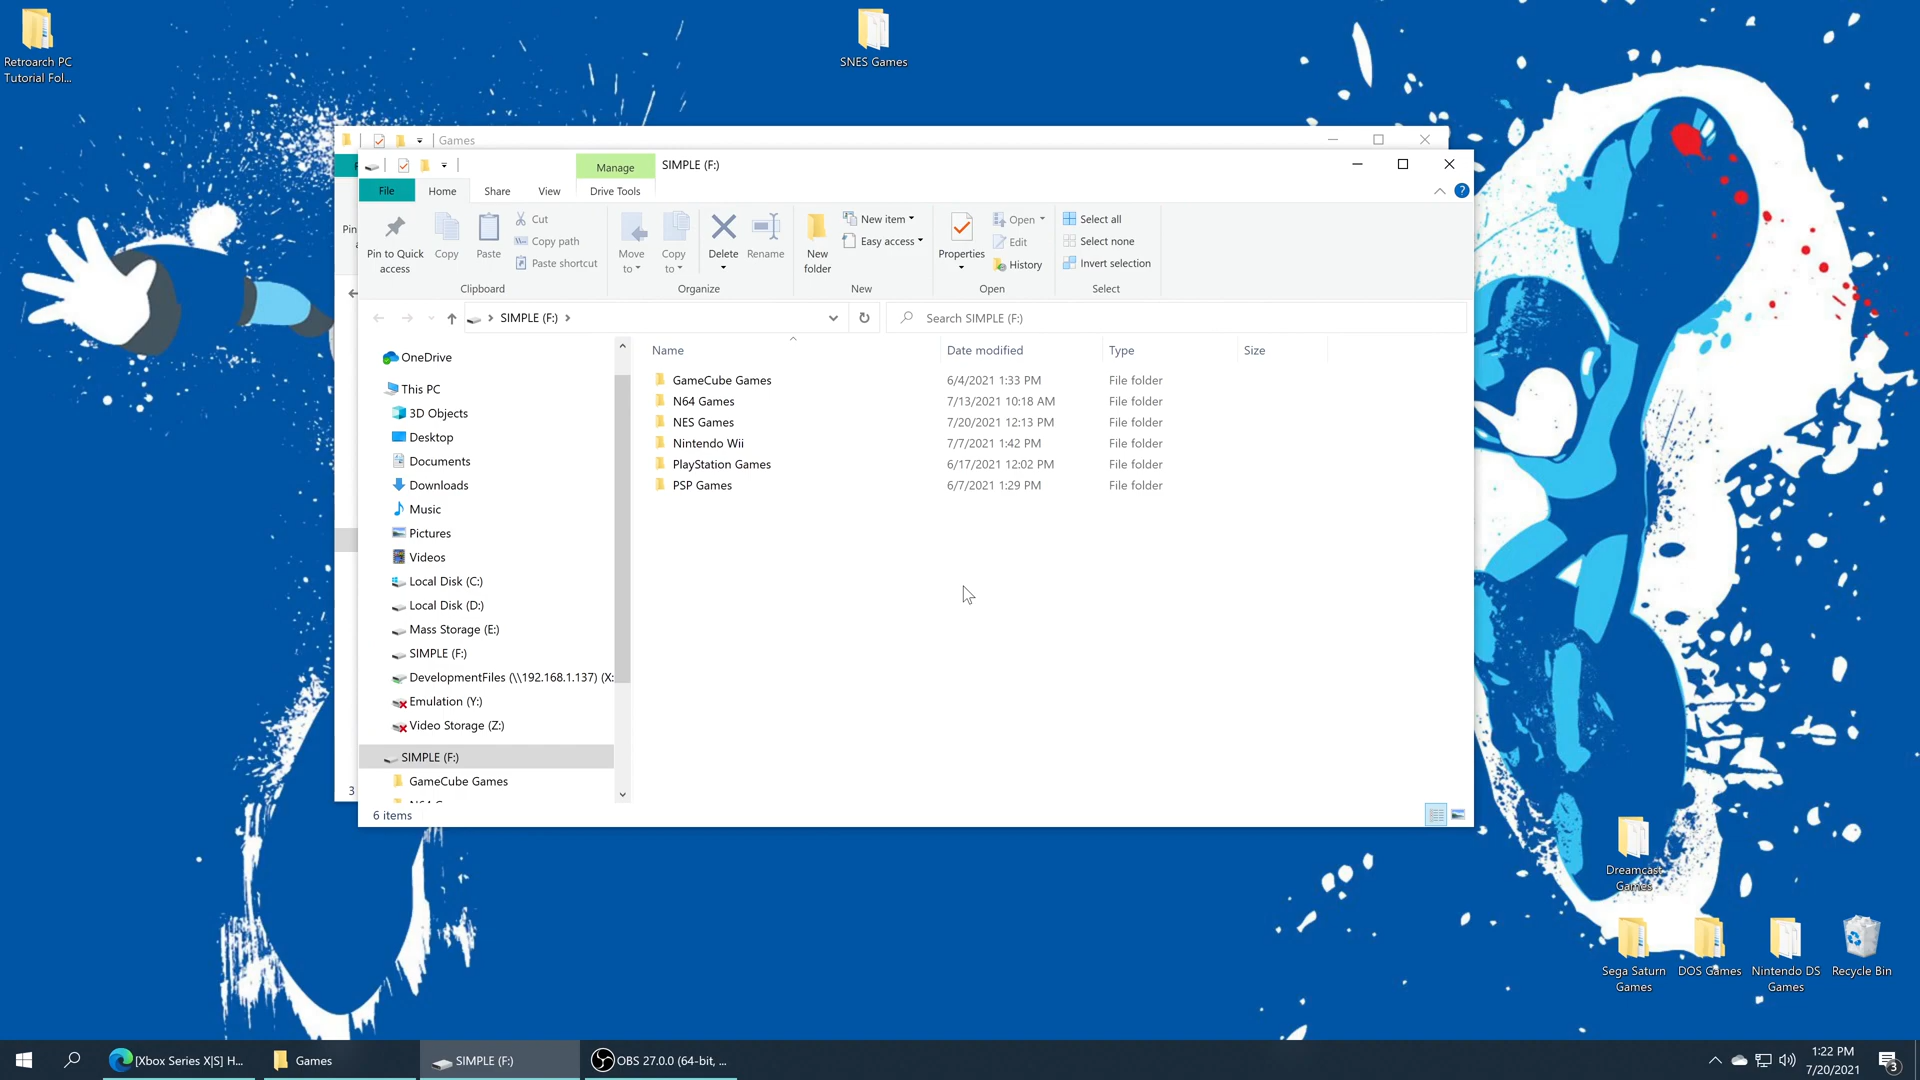 Retroarch PC
Tutorial Fol...
SNES Games
Games
Manage
SIMPLE (F:)
File
Home
Share
View
Drive Tools
Pin to Quick
access
Copy
Paste
Cut
Copy path
Paste shortcut
Clipboard
Move
to
Copy
to
Delete
Rename
Organize
New
folder
New item
Easy access
New
Properties
Open
Edit
History
Open
Select all
Select none
Invert selection
Select
Pin
SIMPLE (F:)
Search SIMPLE (F:)
Name
Date modified
Type
Size
GameCube Games 6/4/2021 1:33 PM File folder
N64 Games 7/13/2021 10:18 AM File folder
NES Games 7/20/2021 12:13 PM File folder
Nintendo Wii 7/7/2021 1:42 PM File folder
PlayStation Games 6/17/2021 12:02 PM File folder
PSP Games 6/7/2021 1:29 PM File folder
OneDrive
This PC
3D Objects
Desktop
Documents
Downloads
Music
Pictures
Videos
Local Disk (C:)
Local Disk (D:)
Mass Storage (E:)
SIMPLE (F:)
DevelopmentFiles (\\192.168.1.137) (X:
Emulation (Y:)
Video Storage (Z:)
SIMPLE (F:)
GameCube Games
3
6 items
Dreamcast
Games
Sega Saturn
Games
DOS Games
Nintendo DS
Games
Recycle Bin
[Xbox Series X|S] H...
Games
SIMPLE (F:)
OBS 27.0.0 (64-bit, ...
1:22 PM
7/20/2021
3